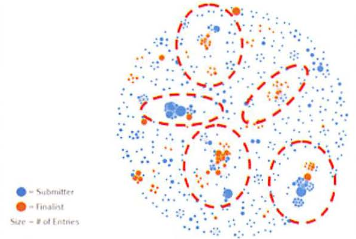 = Submitter
= Finalist
Size = # of Entries